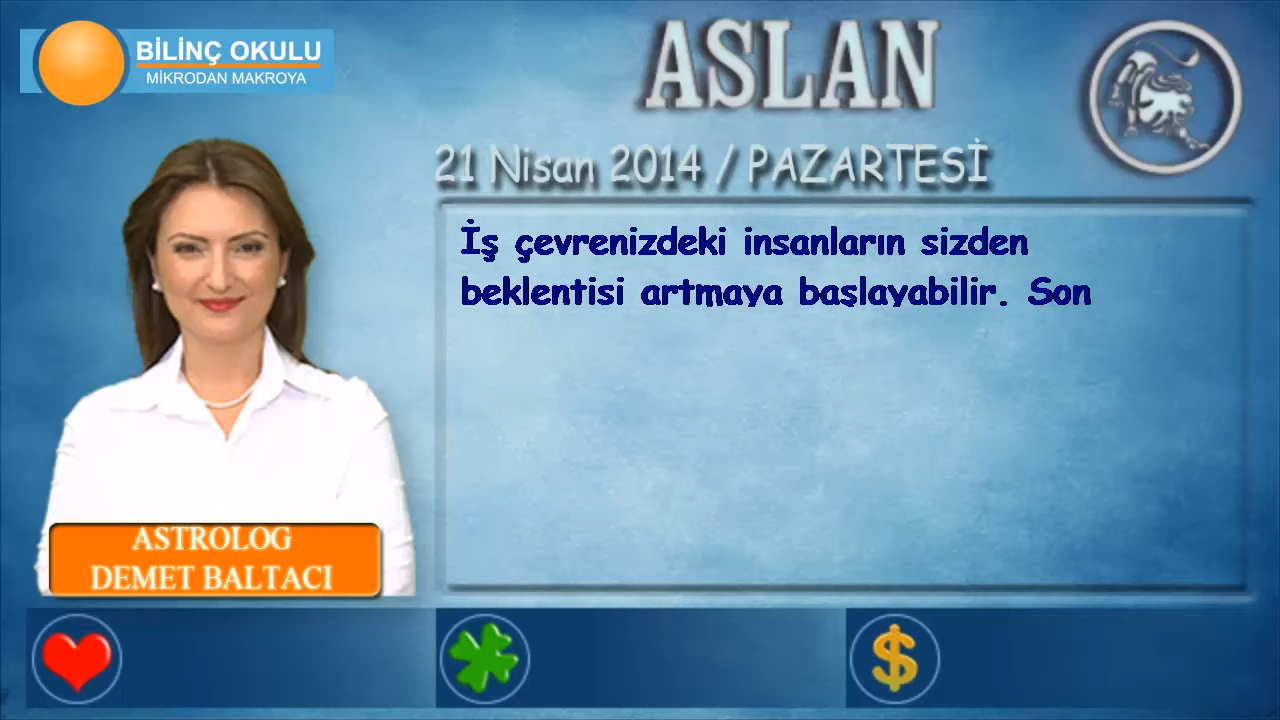 BİLİNÇ OKULU
MİKRODAN MAKROYA
ASLAN
21 Nisan 2014 / PAZARTESİ
İş çevrenizdeki insanların sizden
beklentisi artmaya başlayabilir. Son
ASTROLOG
DEMET BALTACI